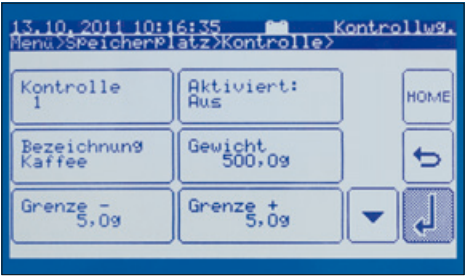 13.10.2011 10:16:35 Kontrollwg.
Menü>Speicherplatz>Kontrolle>
Kontrolle
1
Aktiviert:
Aus
HOME
Bezeichnung
Kaffee
Gewicht
500,0g
Grenze -
5,0g
Grenze +
5,0g